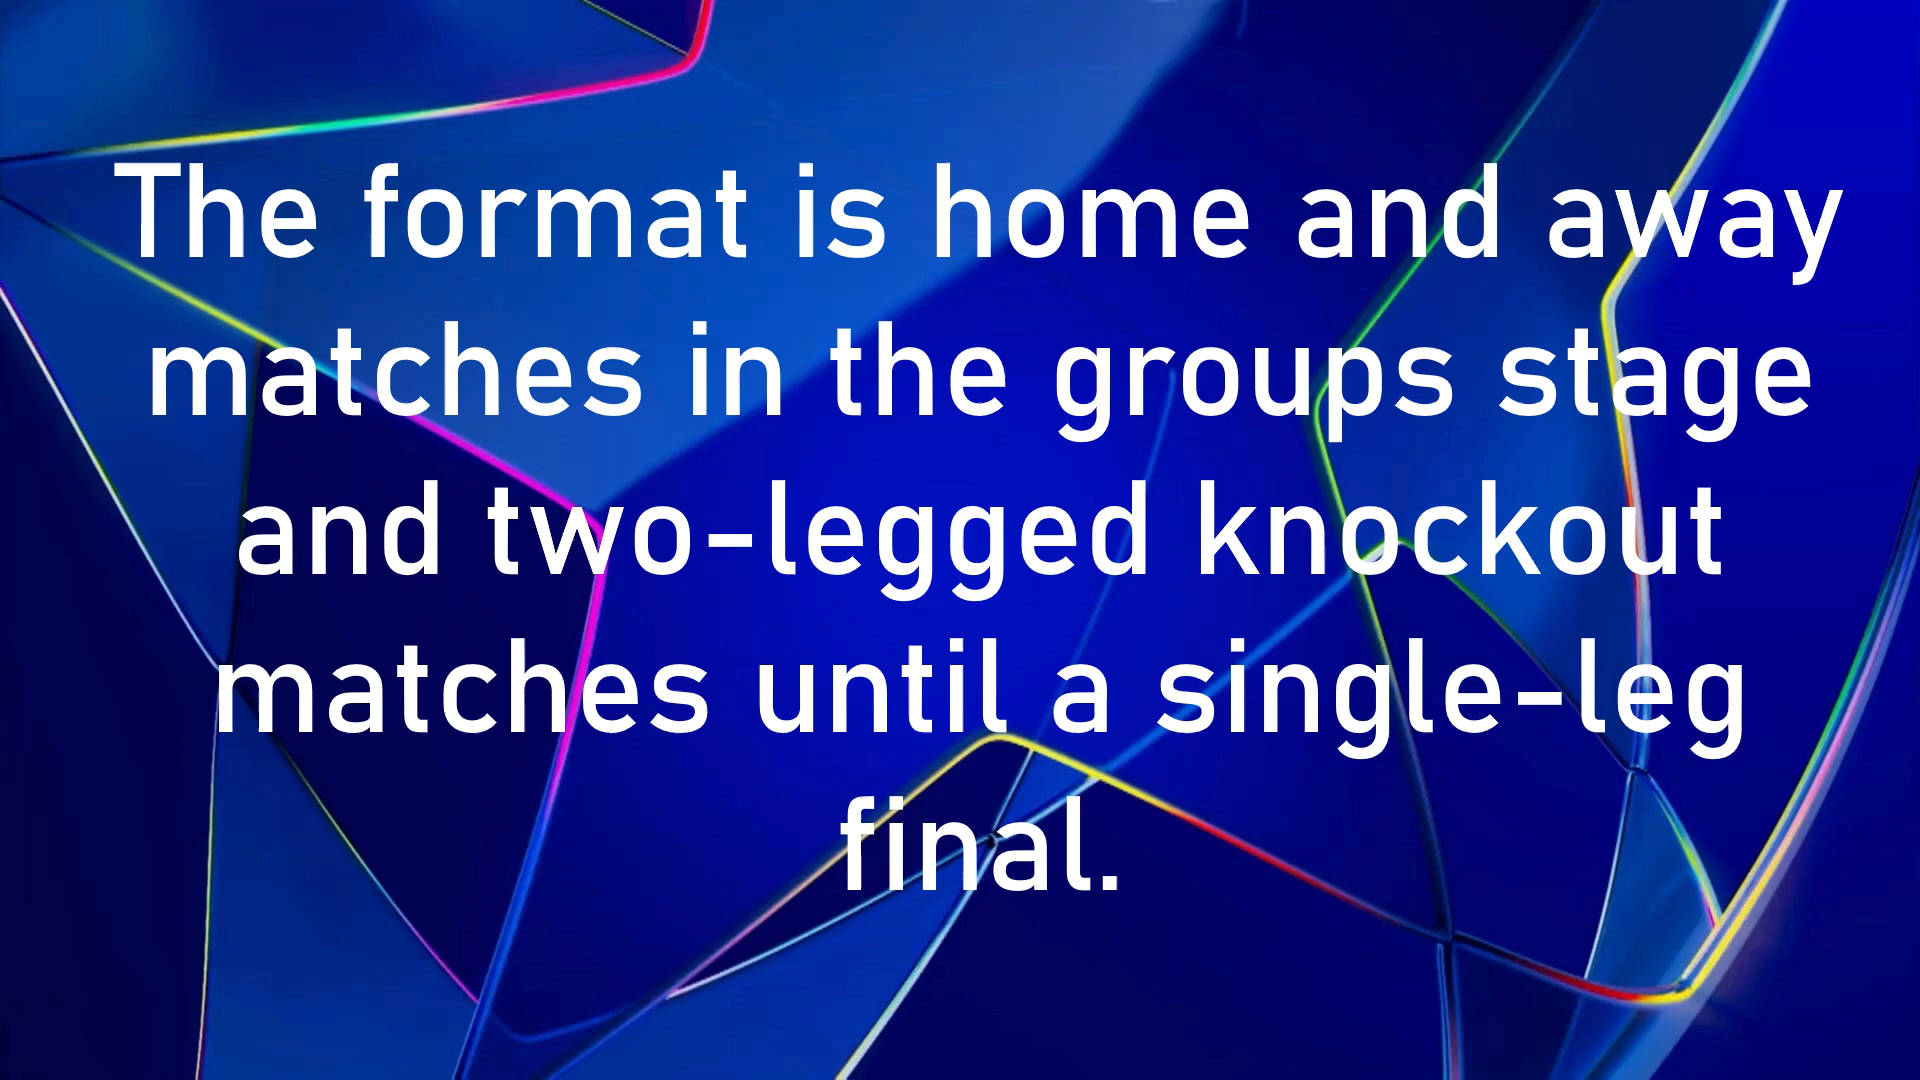 The format is home and away
matches in the groups stage
and two-legged knockout
matches until a single-leg
final.